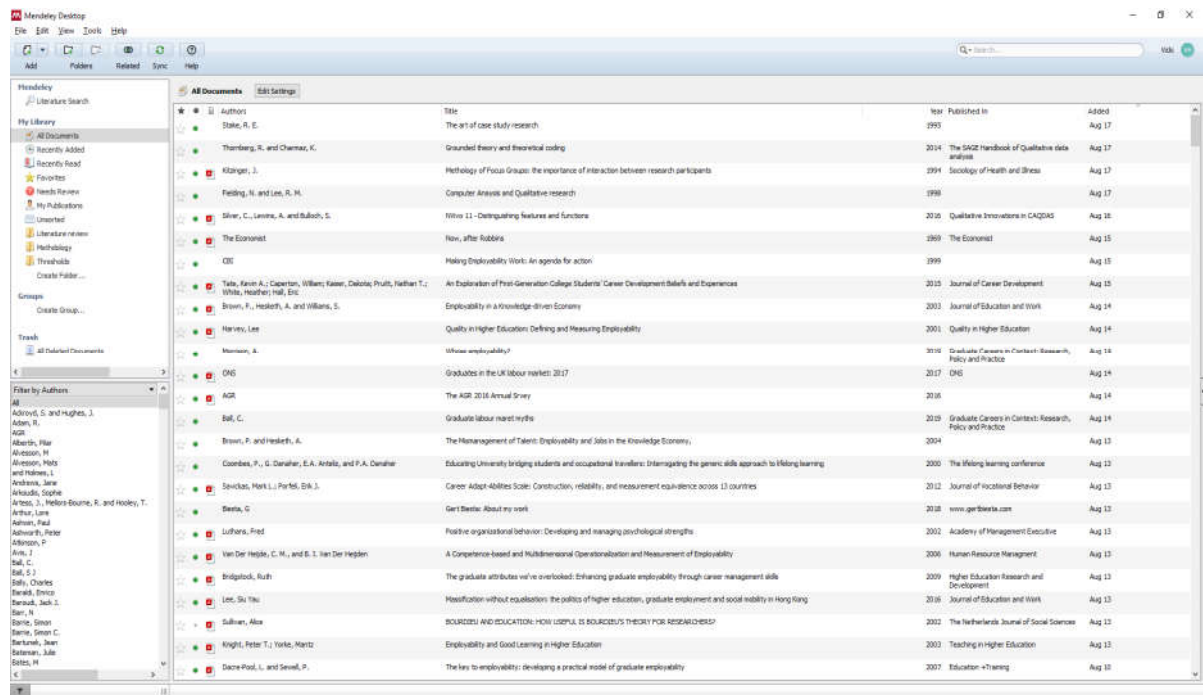 Mendeley Desktop
File Edit View Tools Help
Add Folders Related Sync Help
Search...
Vicki
Mendeley
Literature Search
My Library
All Documents
Recently Added
Recently Read
Favorites
Needs Review
My Publications
Unsorted
Literature review
Methodology
Thresholds
Create Folder...
Groups
Create Group...
Trash
All Deleted Documents
Filter by Authors
All
Ackroyd, S. and Hughes, J.
Adam, R.
AGR
Albertin, Pilar
Alvesson, M
Alvesson, Mats
and Holmes, L
Andrews, Jane
Arkoudis, Sophie
Artess, J., Mellors-Bourne, R. and Hooley, T.
Arthur, Lore
Ashwin, Paul
Ashworth, Peter
Atkinson, P
Avis, J
Ball, C.
Ball, S J
Bally, Charles
Baraldi, Enrico
Baroudi, Jack J.
Barr, N
Barrie, Simon
Barrie, Simon C.
Bartunek, Jean
Bateman, Julie
Bates, M
All Documents Edit Settings
Authors Title Year Published In Added
Stake, R. E. The art of case study research 1995 Aug 17
Thornberg, R. and Charmaz, K. Grounded theory and theoretical coding 2014 The SAGE Handbook of Qualitative data Aug 17
analysis
Kitzinger, J. Methology of Focus Groups: the importance of interaction between research participants 1994 Sociology of Health and Illness Aug 17
Fielding, N. and Lee, R. M. Computer Anaysis and Qualitative research 1998 Aug 17
Silver, C., Lewins, A. and Bulloch, S. NVivo 11 - Distinguishing features and functions 2016 Qualitative Innovations in CAQDAS Aug 16
The Economist Now, after Robbins 1969 The Economist Aug 15
CBI Making Employability Work: An agenda for action 1999 Aug 15
Tate, Kevin A.; Caperton, William; Kaiser, Dakota; Pruitt, Nathan T.; An Exploration of First-Generation College Students' Career Development Beliefs and Experiences 2015 Journal of Career Development Aug 15
White, Heather; Hall, Eric
Brown, P., Hesketh, A. and Williams, S. Employability in a Knowledge-driven Economy 2003 Journal of Education and Work Aug 14
Harvey, Lee Quality in Higher Education: Defining and Measuring Employability 2001 Quality in Higher Education Aug 14
Morrison, A. Whose employability? 2019 Graduate Careers in Context: Research, Aug 14
Policy and Practice
ONS Graduates in the UK labour market: 2017 2017 ONS Aug 14
AGR The AGR 2016 Annual Srvey 2016 Aug 14
Ball, C. Graduate labour maret myths 2019 Graduate Careers in Context: Research, Aug 14
Policy and Practice
Brown, P. and Hesketh, A. The Mismanagement of Talent: Employability and Jobs in the Knowledge Economy, 2004 Aug 13
Coombes, P., G. Danaher, E.A. Anteliz, and P.A. Danaher Educating University bridging students and occupational travellers: Interrogating the generic skills approach to lifelong learning 2000 The lifelong learning conference Aug 13
Savickas, Mark L.; Porfeli, Erik J. Career Adapt-Abilities Scale: Construction, reliability, and measurement equivalence across 13 countries 2012 Journal of Vocational Behavior Aug 13
Biesta, G Gert Biesta: About my work 2018 www.gertbiesta.com Aug 13
Luthans, Fred Positive organizational behavior: Developing and managing psychological strengths 2002 Academy of Management Executive Aug 13
Van Der Heijde, C. M., and B. I. Van Der Hejden A Competence-based and Multidimensional Operationalization and Measurement of Employability 2006 Human Resource Managment Aug 13
Bridgstock, Ruth The graduate attributes we've overlooked: Enhancing graduate employability through career management skills 2009 Higher Education Research and Aug 13
Development
Lee, Siu Yau Massification without equalisation: the politics of higher education, graduate employment and social mobility in Hong Kong 2016 Journal of Education and Work Aug 13
Sullivan, Alice BOURDIEU AND EDUCATION: HOW USEFUL IS BOURDIEU'S THEORY FOR RESEARCHERS? 2002 The Netherlands Journal of Social Sciences Aug 13
Knight, Peter T.; Yorke, Mantz Employability and Good Learning in Higher Education 2003 Teaching in Higher Education Aug 13
Dacre-Pool, L. and Sewell, P. The key to employability: developing a practical model of graduate employability 2007 Education +Training Aug 10